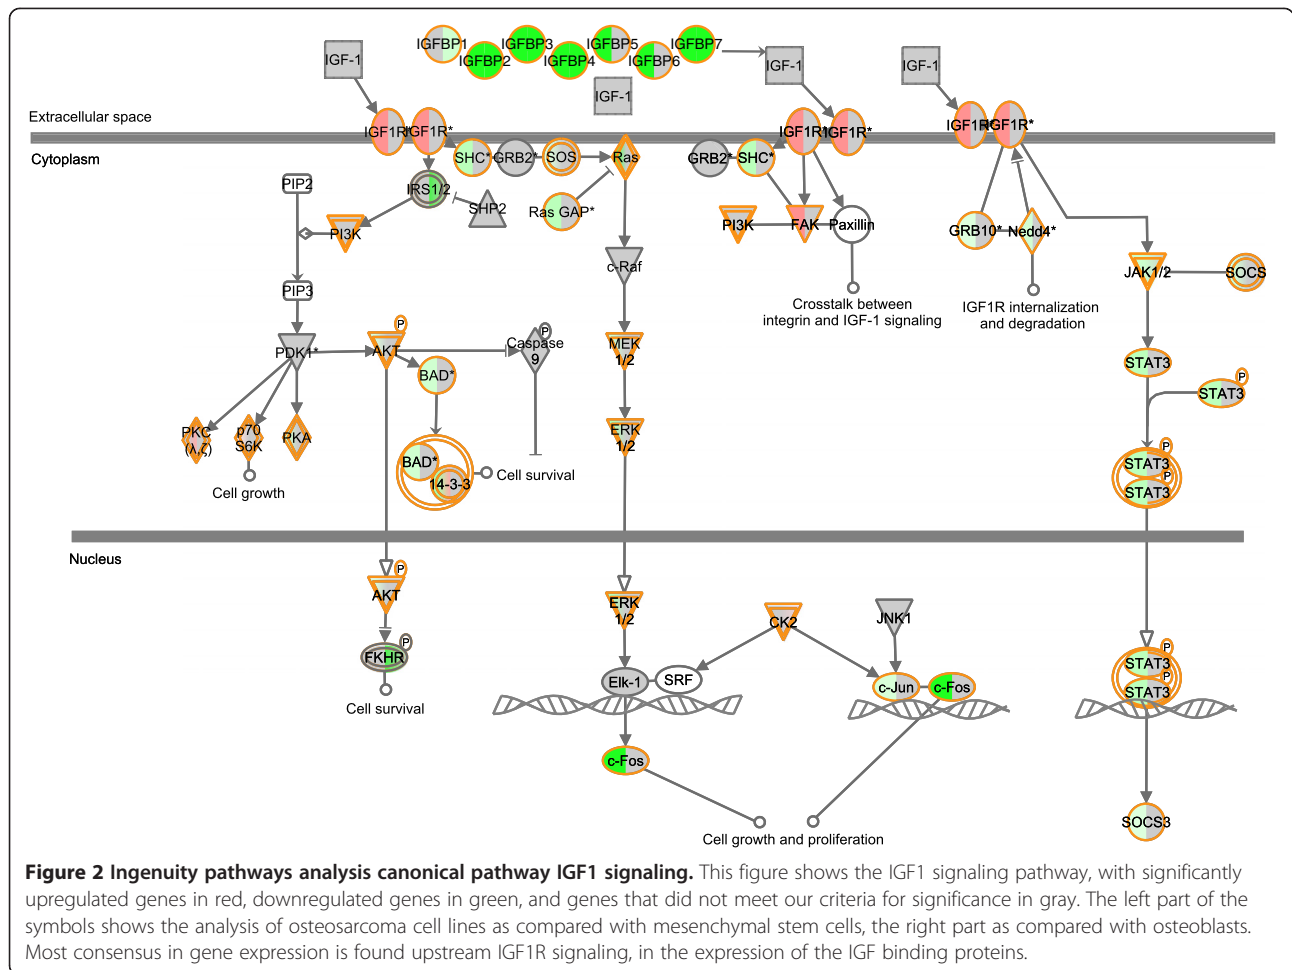 IGFBP1 IGFBP3 IGFBP5 IGFBP7
IGFBP2 IGFBP4 IGFBP6
IGF-1 IGF-1 IGF-1
IGF-1
Extracellular space
IGF1R* IGF1R* IGF1R* IGF1R* IGF1R* IGF1R*
Cytoplasm
SHC* GRB2* SOS Ras GRB2* SHC*
PIP2 IRS1/2
SHP2 Ras GAP*
PI3K PI3K FAK Paxillin GRB10* Nedd4*
c-Raf JAK1/2 SOCS
PIP3
Crosstalk between
integrin and IGF-1 signaling
IGF1R internalization
and degradation
P P
PDK1* AKT Caspase
9
MEK
1/2
BAD* STAT3
P
STAT3
PKC
(λ,ζ)
p70
S6K
PKA
ERK
1/2
P
STAT3
P
STAT3
BAD*
14-3-3
Cell survival
Cell growth
Nucleus
P
AKT
ERK
1/2
CK2 JNK1
P
FKHR
Elk-1 SRF c-Jun c-Fos
P
STAT3
P
STAT3
Cell survival
c-Fos
SOCS3
Cell growth and proliferation
Figure 2 Ingenuity pathways analysis canonical pathway IGF1 signaling. This figure shows the IGF1 signaling pathway, with significantly
upregulated genes in red, downregulated genes in green, and genes that did not meet our criteria for significance in gray. The left part of the
symbols shows the analysis of osteosarcoma cell lines as compared with mesenchymal stem cells, the right part as compared with osteoblasts.
Most consensus in gene expression is found upstream IGF1R signaling, in the expression of the IGF binding proteins.